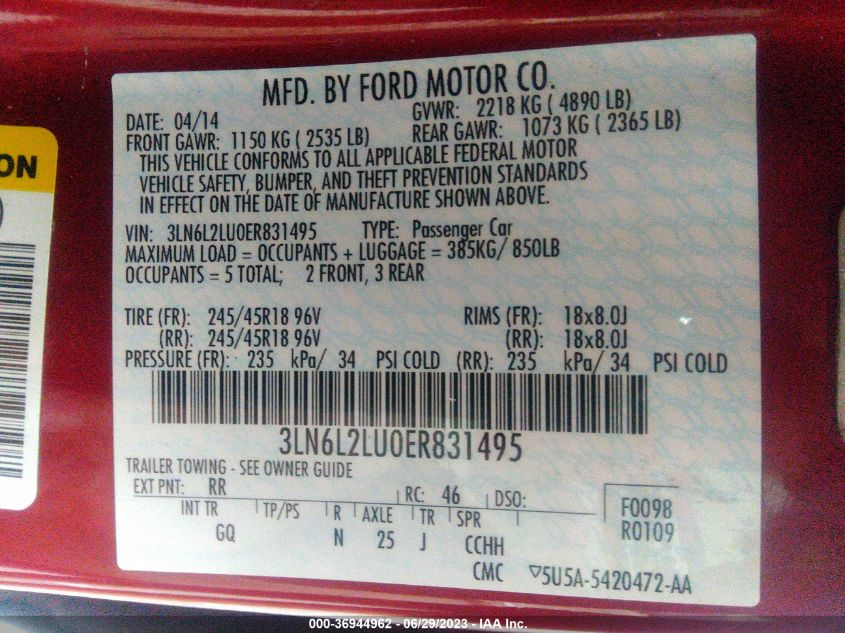 MFD. BY FORD MOTOR CO.
DATE: 04/14
GVWR: 2218 KG ( 4890 LB)
FRONT GAWR: 1150 KG ( 2535 LB)
REAR GAWR: 1073 KG ( 2365 LB)
THIS VEHICLE CONFORMS TO ALL APPLICABLE FEDERAL MOTOR
VEHICLE SAFETY, BUMPER, AND THEFT PREVENTION STANDARDS
IN EFFECT ON THE DATE OF MANUFACTURE SHOWN ABOVE.
VIN: 3LN6L2LU0ER831495 TYPE: Passenger Car
MAXIMUM LOAD = OCCUPANTS + LUGGAGE = 385KG/ 850LB
OCCUPANTS = 5 TOTAL; 2 FRONT, 3 REAR
TIRE (FR): 245/45R18 96V RIMS (FR): 18x8.0J
(RR): 245/45R18 96V (RR): 18x8.0J
PRESSURE (FR): 235 kPa/ 34 PSI COLD (RR): 235 kPa/ 34 PSI COLD
3LN6L2LU0ER831495
TRAILER TOWING - SEE OWNER GUIDE
EXT PNT: RR RC: 46 DSO:
INT TR TP/PS R AXLE TR SPR
GQ N 25 J CCHH
CMC
F0098
R0109
▽5U5A-5420472-AA
ON
000-36944962 - 06/29/2023 - IAA Inc.